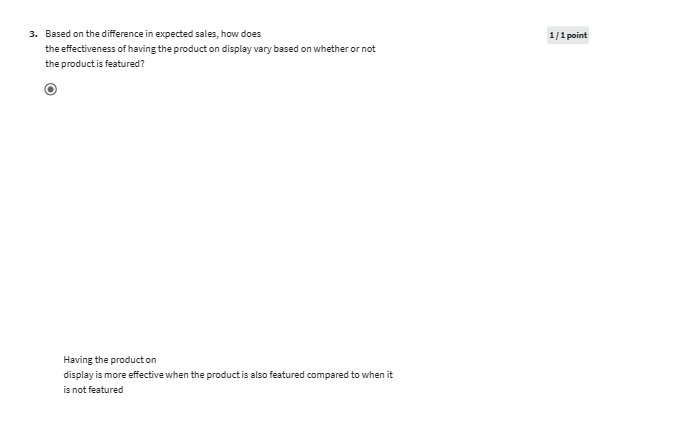 3. Based on the difference in expected sales, how does
1 / 1 point
the effectiveness of having the product on display vary based on whether or not
the product is featured?
Having the product on
display is more effective when the product is also featured compared to when it
is not featured